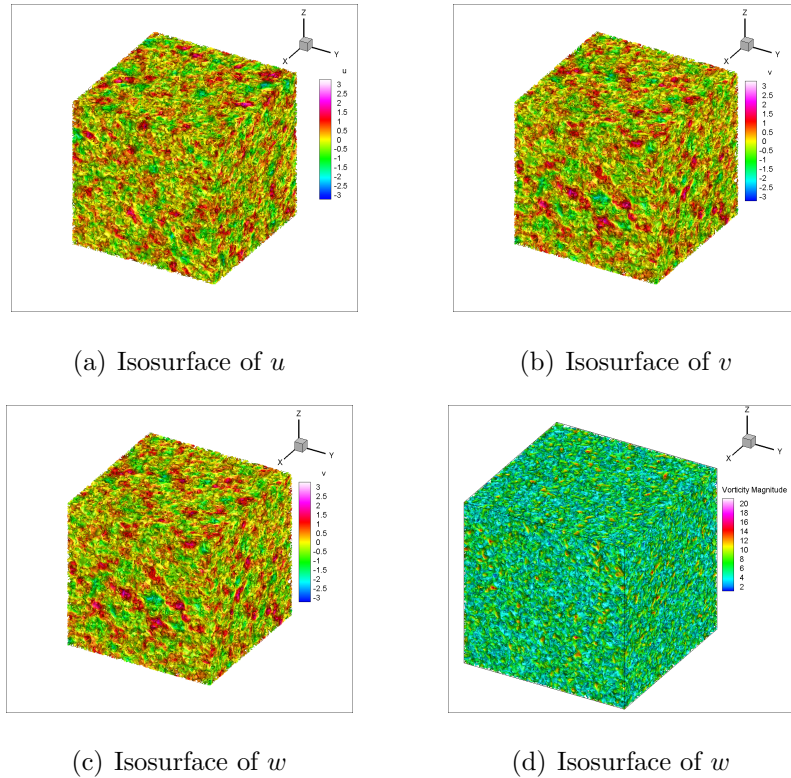 Z
X
Y
u
3
2.5
2
1.5
1
0.5
0
-0.5
-1
-1.5
-2
-2.5
-3
(a) Isosurface of u
Z
X
Y
v
3
2.5
2
1.5
1
0.5
0
-0.5
-1
-1.5
-2
-2.5
-3
(b) Isosurface of v
Z
X
Y
v
3
2.5
2
1.5
1
0.5
0
-0.5
-1
-1.5
-2
-2.5
-3
(c) Isosurface of w
Z
X
Y
Vorticity Magnitude
20
18
16
14
12
10
8
6
4
2
(d) Isosurface of w